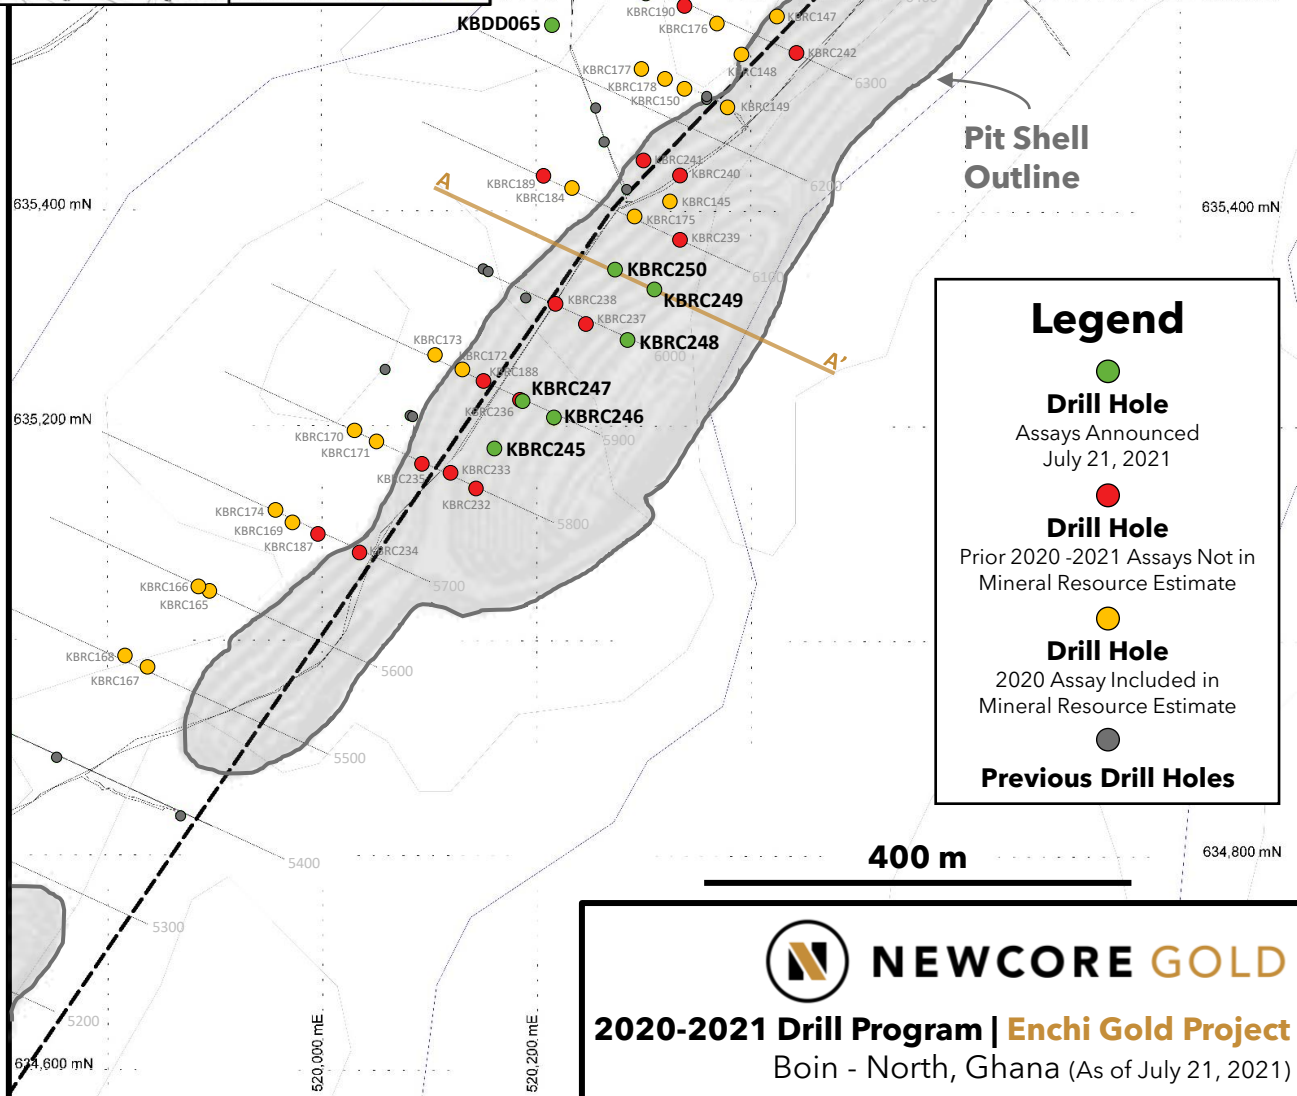 KBDD065
KBRC190
KBRC176
KBRC147
KBRC242
KBRC148
6300
KBRC177
KBRC178
KBRC150
KBRC149
Pit Shell
Outline
KBRC241
KBRC240
6200
KBRC189
KBRC184
A
KBRC145
KBRC175
KBRC239
635,400 mN
635,400 mN
KBRC250
6100
KBRC249
KBRC238
KBRC237
KBRC248
6000
A'
KBRC173
KBRC172
KBRC188
KBRC247
KBRC236
KBRC246
635,200 mN
5900
KBRC170
KBRC171
KBRC245
KBRC235
KBRC233
KBRC232
KBRC174
KBRC169
KBRC187
5800
KBRC234
5700
KBRC166
KBRC165
KBRC168
KBRC167
5600
5500
5400
5300
5200
Legend
Drill Hole
Assays Announced
July 21, 2021
Drill Hole
Prior 2020 -2021 Assays Not in
Mineral Resource Estimate
Drill Hole
2020 Assay Included in
Mineral Resource Estimate
Previous Drill Holes
400 m
634,800 mN
634,600 mN
520,000 mE
520,200 mE
N NEWCORE GOLD
2020-2021 Drill Program | Enchi Gold Project
Boin - North, Ghana (As of July 21, 2021)